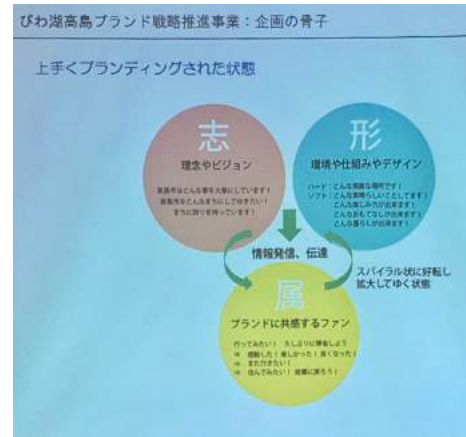 びわ湖高島ブランド戦略推進事業：企画の骨子
上手くブランディングされた状態
志
理念やビジョン
高島市はこんな事を大事にしています！
高島市をこんなまちにしてゆきたい！
まちに誇りを持っています！
形
環境や仕組みやデザイン
ハード：こんな素敵な場所です！
ソフト：こんな素晴らしいことしてます！
こんな楽しみ方が出来ます！
こんなおもてなしが出来ます！
こんな暮らしが出来ます！
情報発信、伝達
スパイラル状に好転し
拡大してゆく状態
属
ブランドに共感するファン
行ってみたい！ 久しぶりに帰省しよう
⇒ 感動した！楽しかった！良くなった！
⇒ また行きたい！
⇒ 住んでみたい！ 故郷に戻ろう！